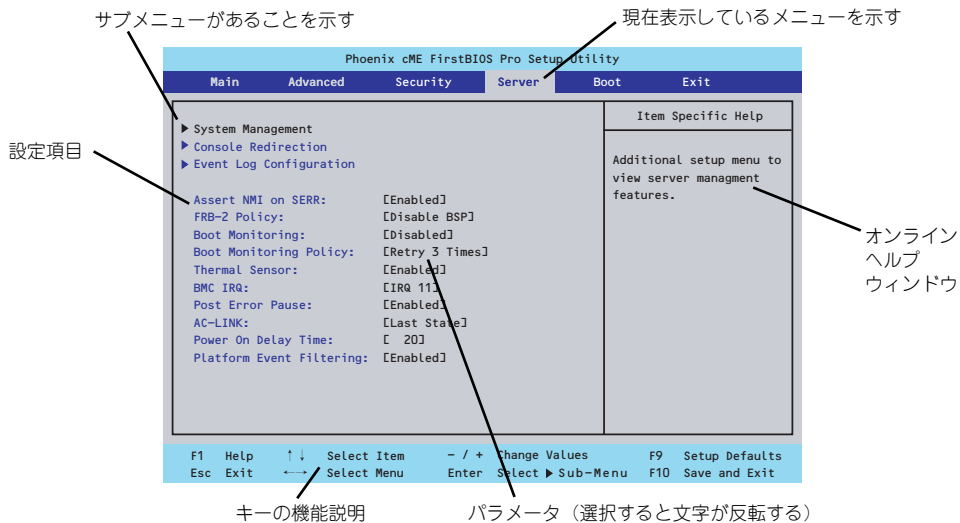 サブメニューがあることを示す
現在表示しているメニューを示す
Phoenix cME FirstBIOS Pro Setup Utility
Main Advanced Security Server Boot Exit
Item Specific Help
▶ System Management
▶ Console Redirection
▶ Event Log Configuration
Additional setup menu to
view server managment
features.
設定項目
Assert NMI on SERR: [Enabled]
FRB-2 Policy: [Disable BSP]
Boot Monitoring: [Disabled]
Boot Monitoring Policy: [Retry 3 Times]
Thermal Sensor: [Enabled]
BMC IRQ: [IRQ 11]
Post Error Pause: [Enabled]
AC-LINK: [Last State]
Power On Delay Time: [ 20]
Platform Event Filtering: [Enabled]
オンライン
ヘルプ
ウィンドウ
F1 Help ↑↓ Select Item - / + Change Values F9 Setup Defaults
Esc Exit ←→ Select Menu Enter Select ▶ Sub-Menu F10 Save and Exit
キーの機能説明
パラメータ（選択すると文字が反転する）